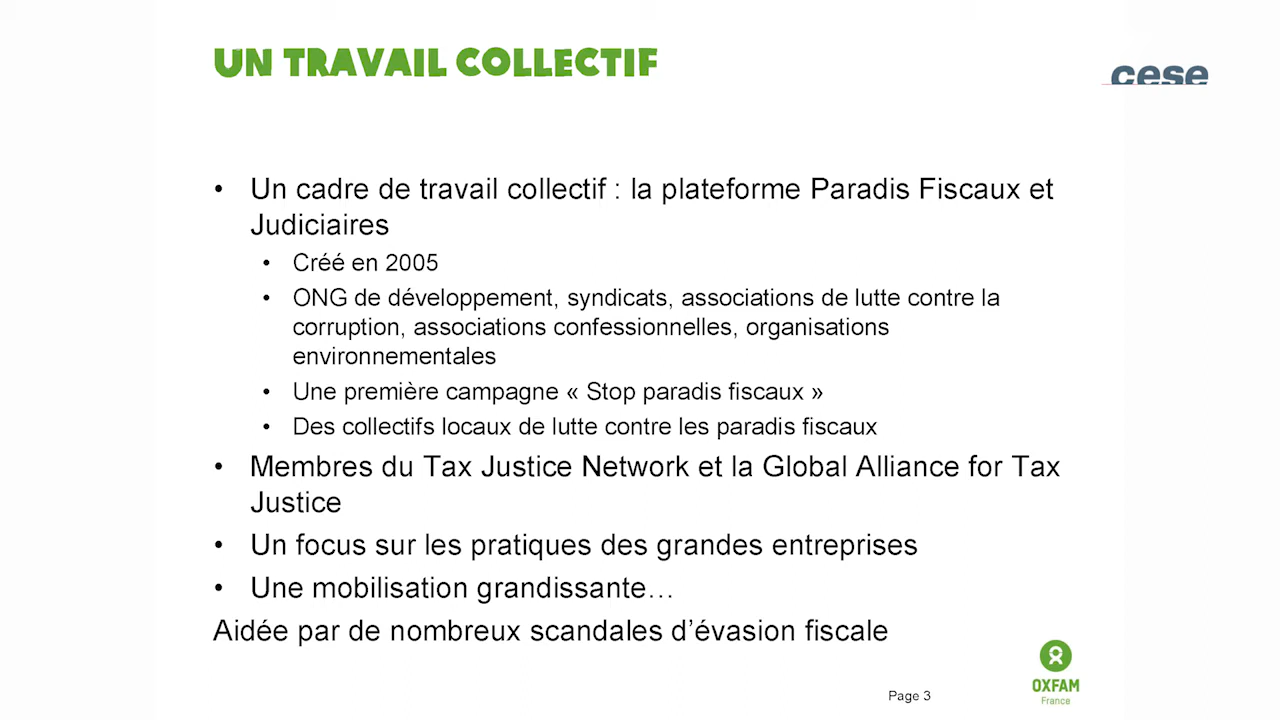 UN TRAVAIL COLLECTIF
cese
• Un cadre de travail collectif : la plateforme Paradis Fiscaux et
Judiciaires
• Créé en 2005
• ONG de développement, syndicats, associations de lutte contre la
corruption, associations confessionnelles, organisations
environnementales
• Une première campagne « Stop paradis fiscaux »
• Des collectifs locaux de lutte contre les paradis fiscaux
• Membres du Tax Justice Network et la Global Alliance for Tax
Justice
• Un focus sur les pratiques des grandes entreprises
• Une mobilisation grandissante…
Aidée par de nombreux scandales d’évasion fiscale
OXFAM
France
Page 3